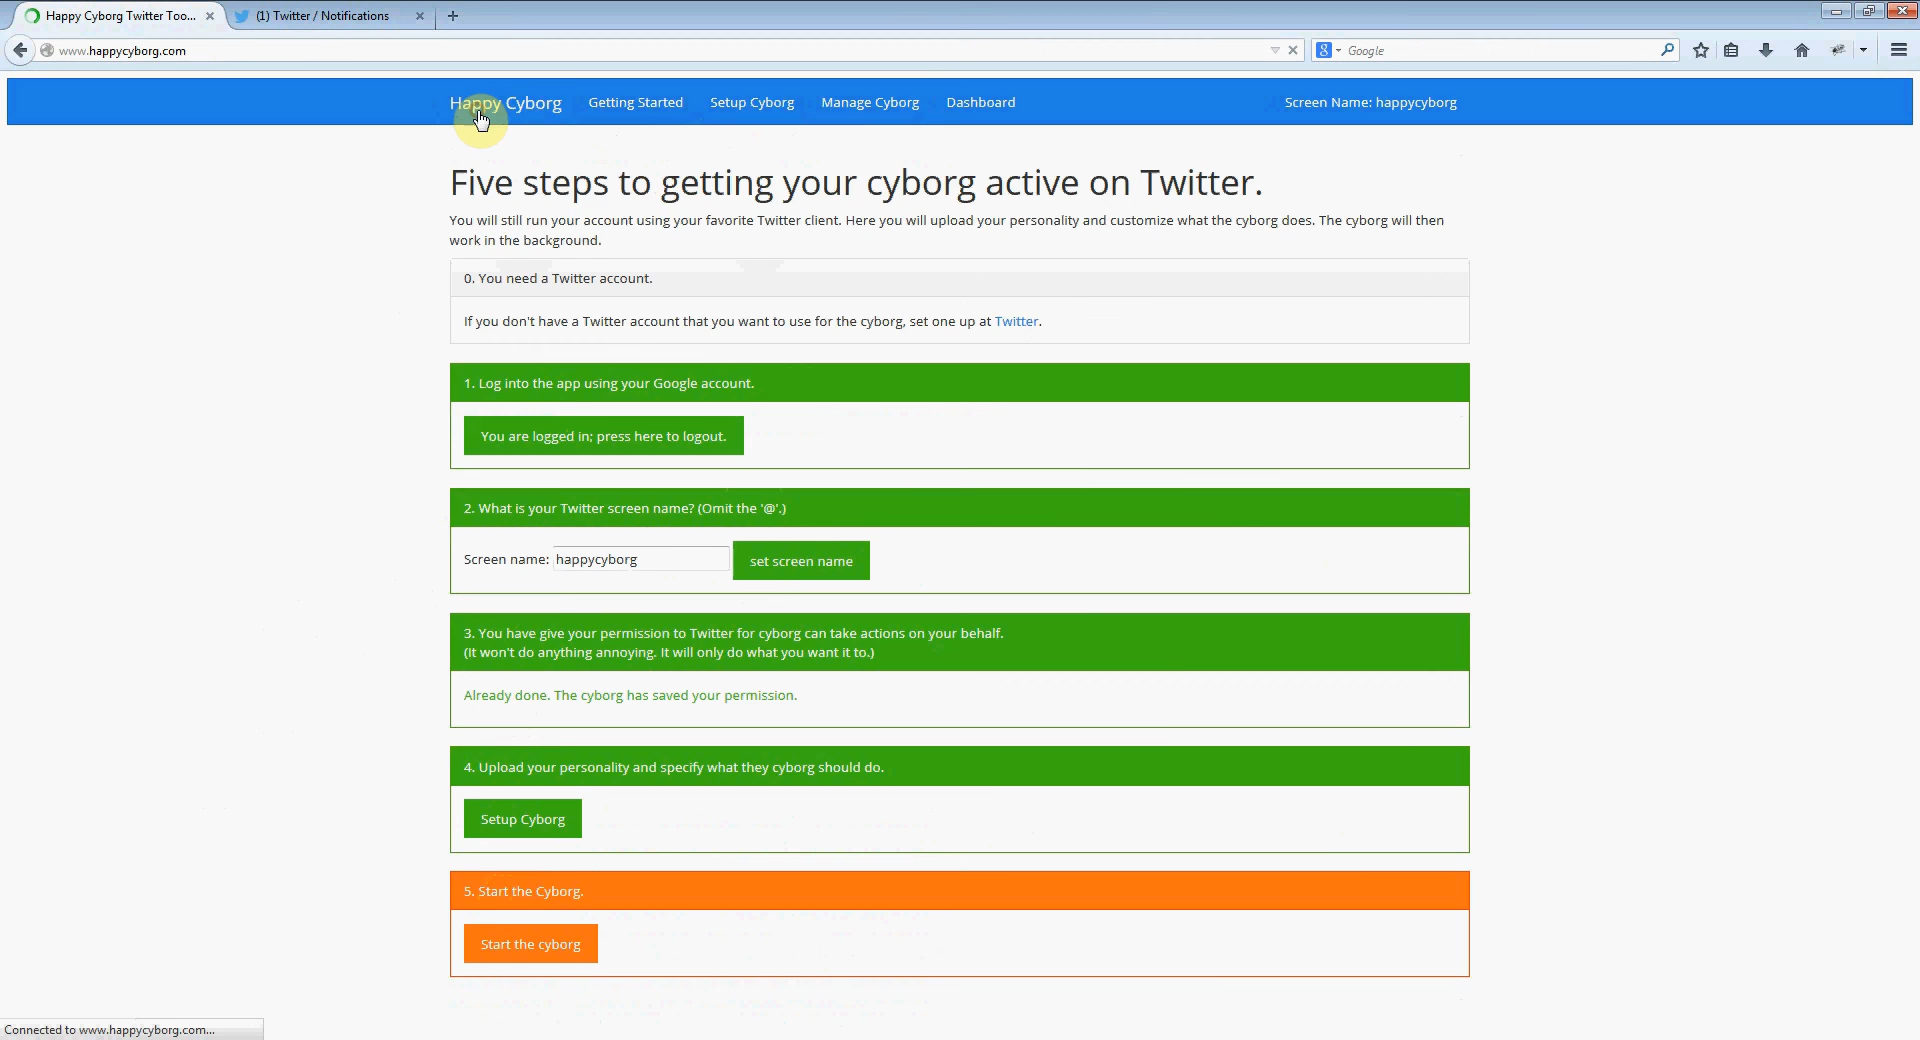 Happy Cyborg Twitter Too...
(1) Twitter / Notifications
www.happycyborg.com
8
Google
Happy Cyborg
Getting Started
Setup Cyborg
Manage Cyborg
Dashboard
Screen Name: happycyborg
Five steps to getting your cyborg active on Twitter.
You will still run your account using your favorite Twitter client. Here you will upload your personality and customize what the cyborg does. The cyborg will then
work in the background.
0. You need a Twitter account.
If you don't have a Twitter account that you want to use for the cyborg, set one up at Twitter.
1. Log into the app using your Google account.
You are logged in; press here to logout.
2. What is your Twitter screen name? (Omit the '@'.)
Screen name: happycyborg
set screen name
3. You have give your permission to Twitter for cyborg can take actions on your behalf.
(It won't do anything annoying. It will only do what you want it to.)
Already done. The cyborg has saved your permission.
4. Upload your personality and specify what they cyborg should do.
Setup Cyborg
5. Start the Cyborg.
Start the cyborg
Connected to www.happycyborg.com...